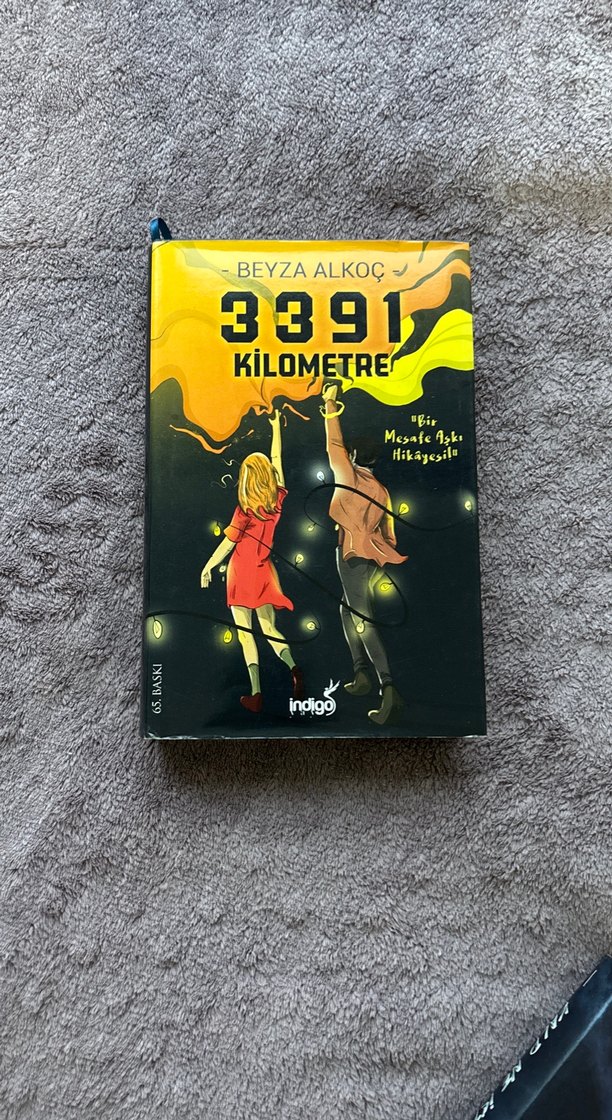 - BEYZA ALKOÇ -
3391
KİLOMETRE
"Bir
Mesafe Aşkı
Hikâyesi!"
65. BASKI
indigo